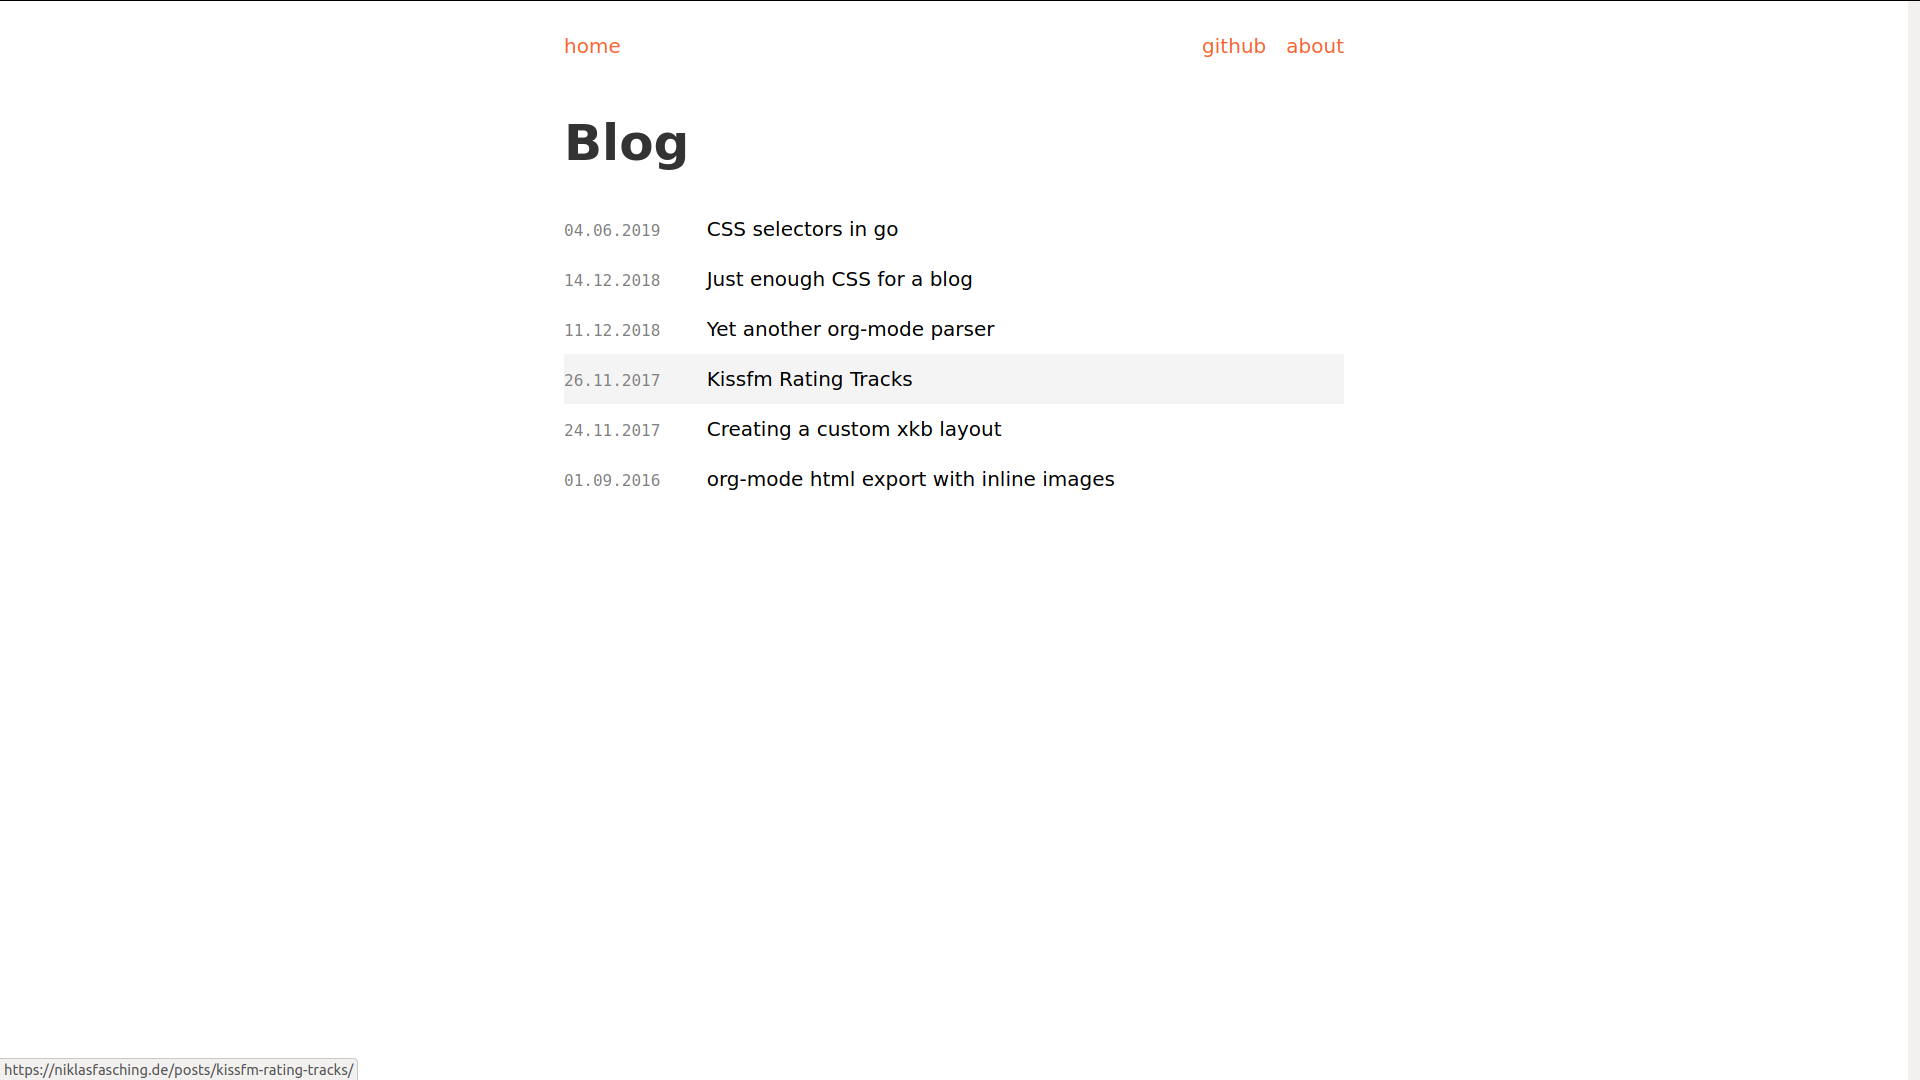 home github about
Blog
04.06.2019 CSS selectors in go
14.12.2018 Just enough CSS for a blog
11.12.2018 Yet another org-mode parser
26.11.2017 Kissfm Rating Tracks
24.11.2017 Creating a custom xkb layout
01.09.2016 org-mode html export with inline images
https://niklasfasching.de/posts/kissfm-rating-tracks/